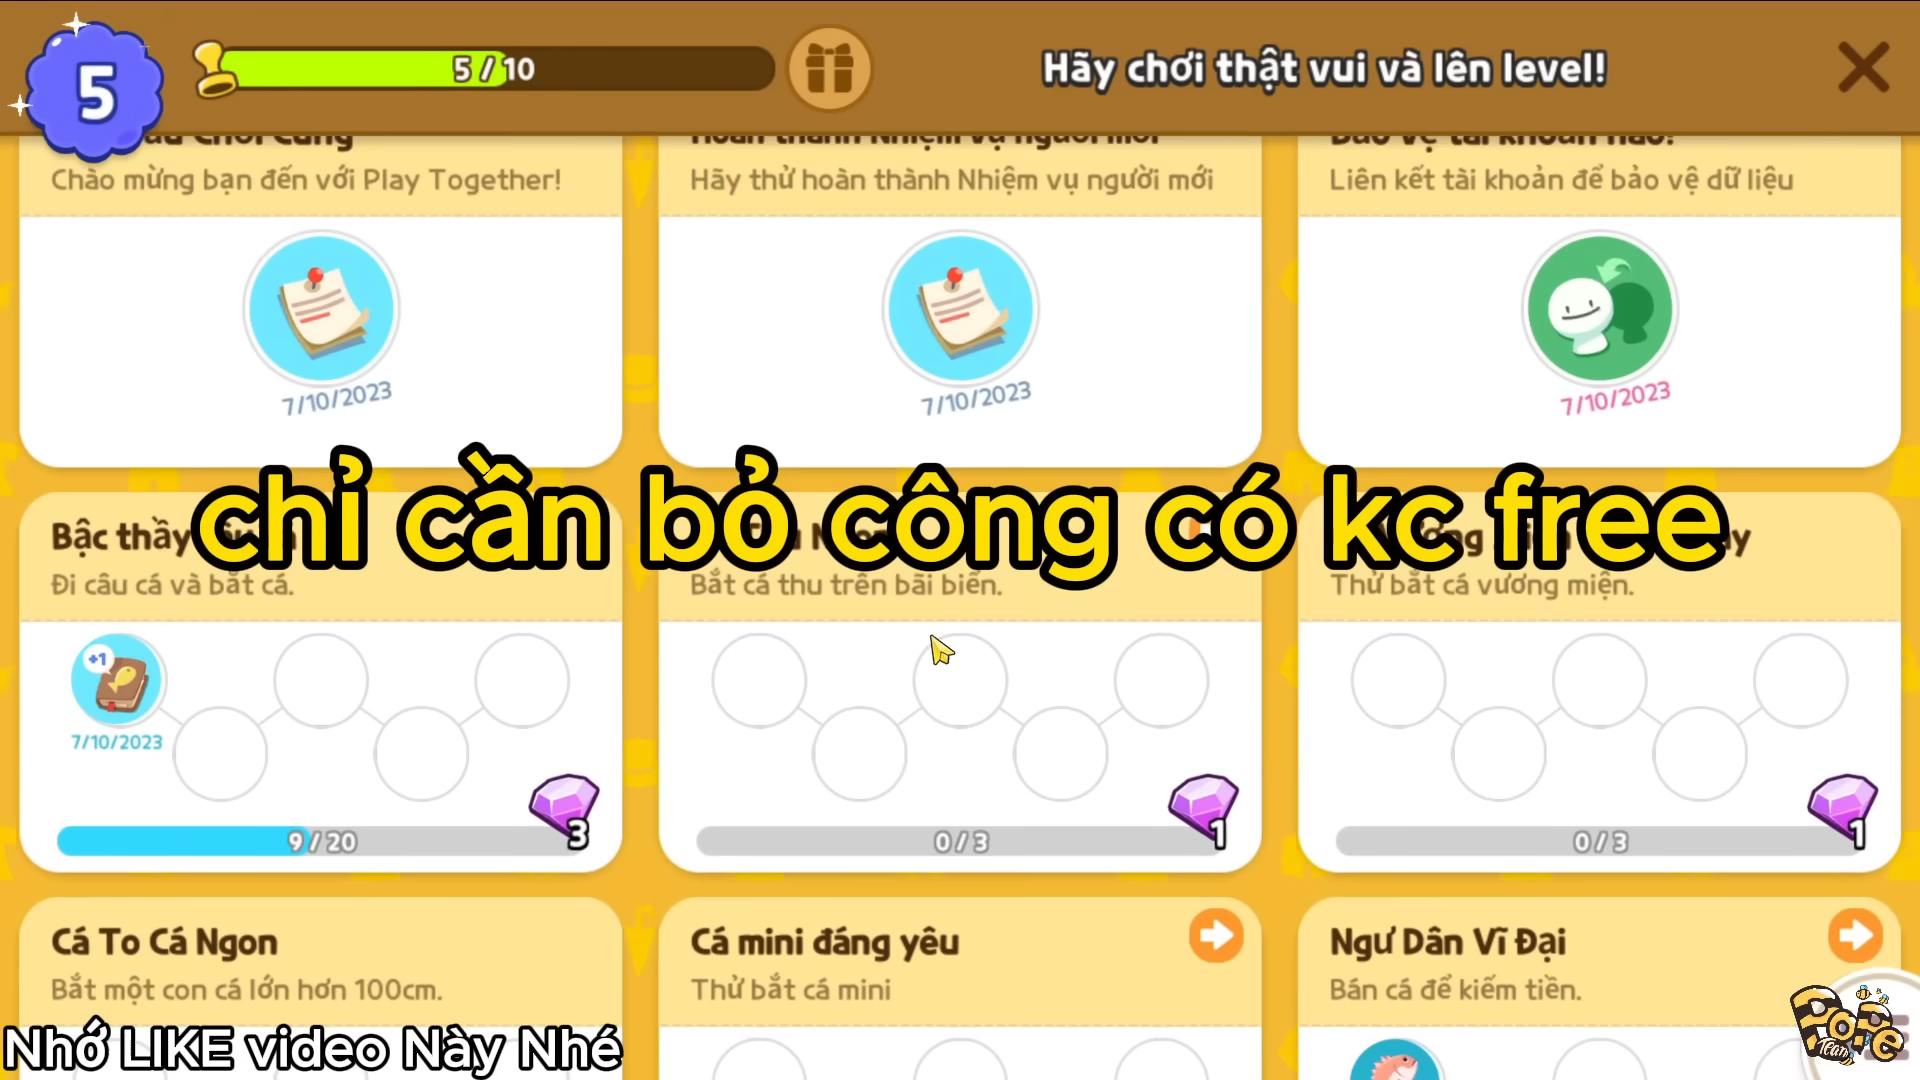 5
5 / 10
Hãy chơi thật vui và lên level!
Chào mừng bạn đến với Play Together!
Hãy thử hoàn thành Nhiệm vụ người mới
Liên kết tài khoản để bảo vệ dữ liệu
7/10/2023
7/10/2023
7/10/2023
chỉ cần bỏ công có kc free
Bậc thầy
Đi câu cá và bắt cá.
Bắt cá thu trên bãi biển.
Thử bắt cá vương miện.
+1
7/10/2023
9 / 20
3
0 / 3
1
0 / 3
1
Cá To Cá Ngon
Bắt một con cá lớn hơn 100cm.
Cá mini đáng yêu
Thử bắt cá mini
Ngư Dân Vĩ Đại
Bán cá để kiếm tiền.
Nhớ LIKE video Này Nhé
PoPe
Team